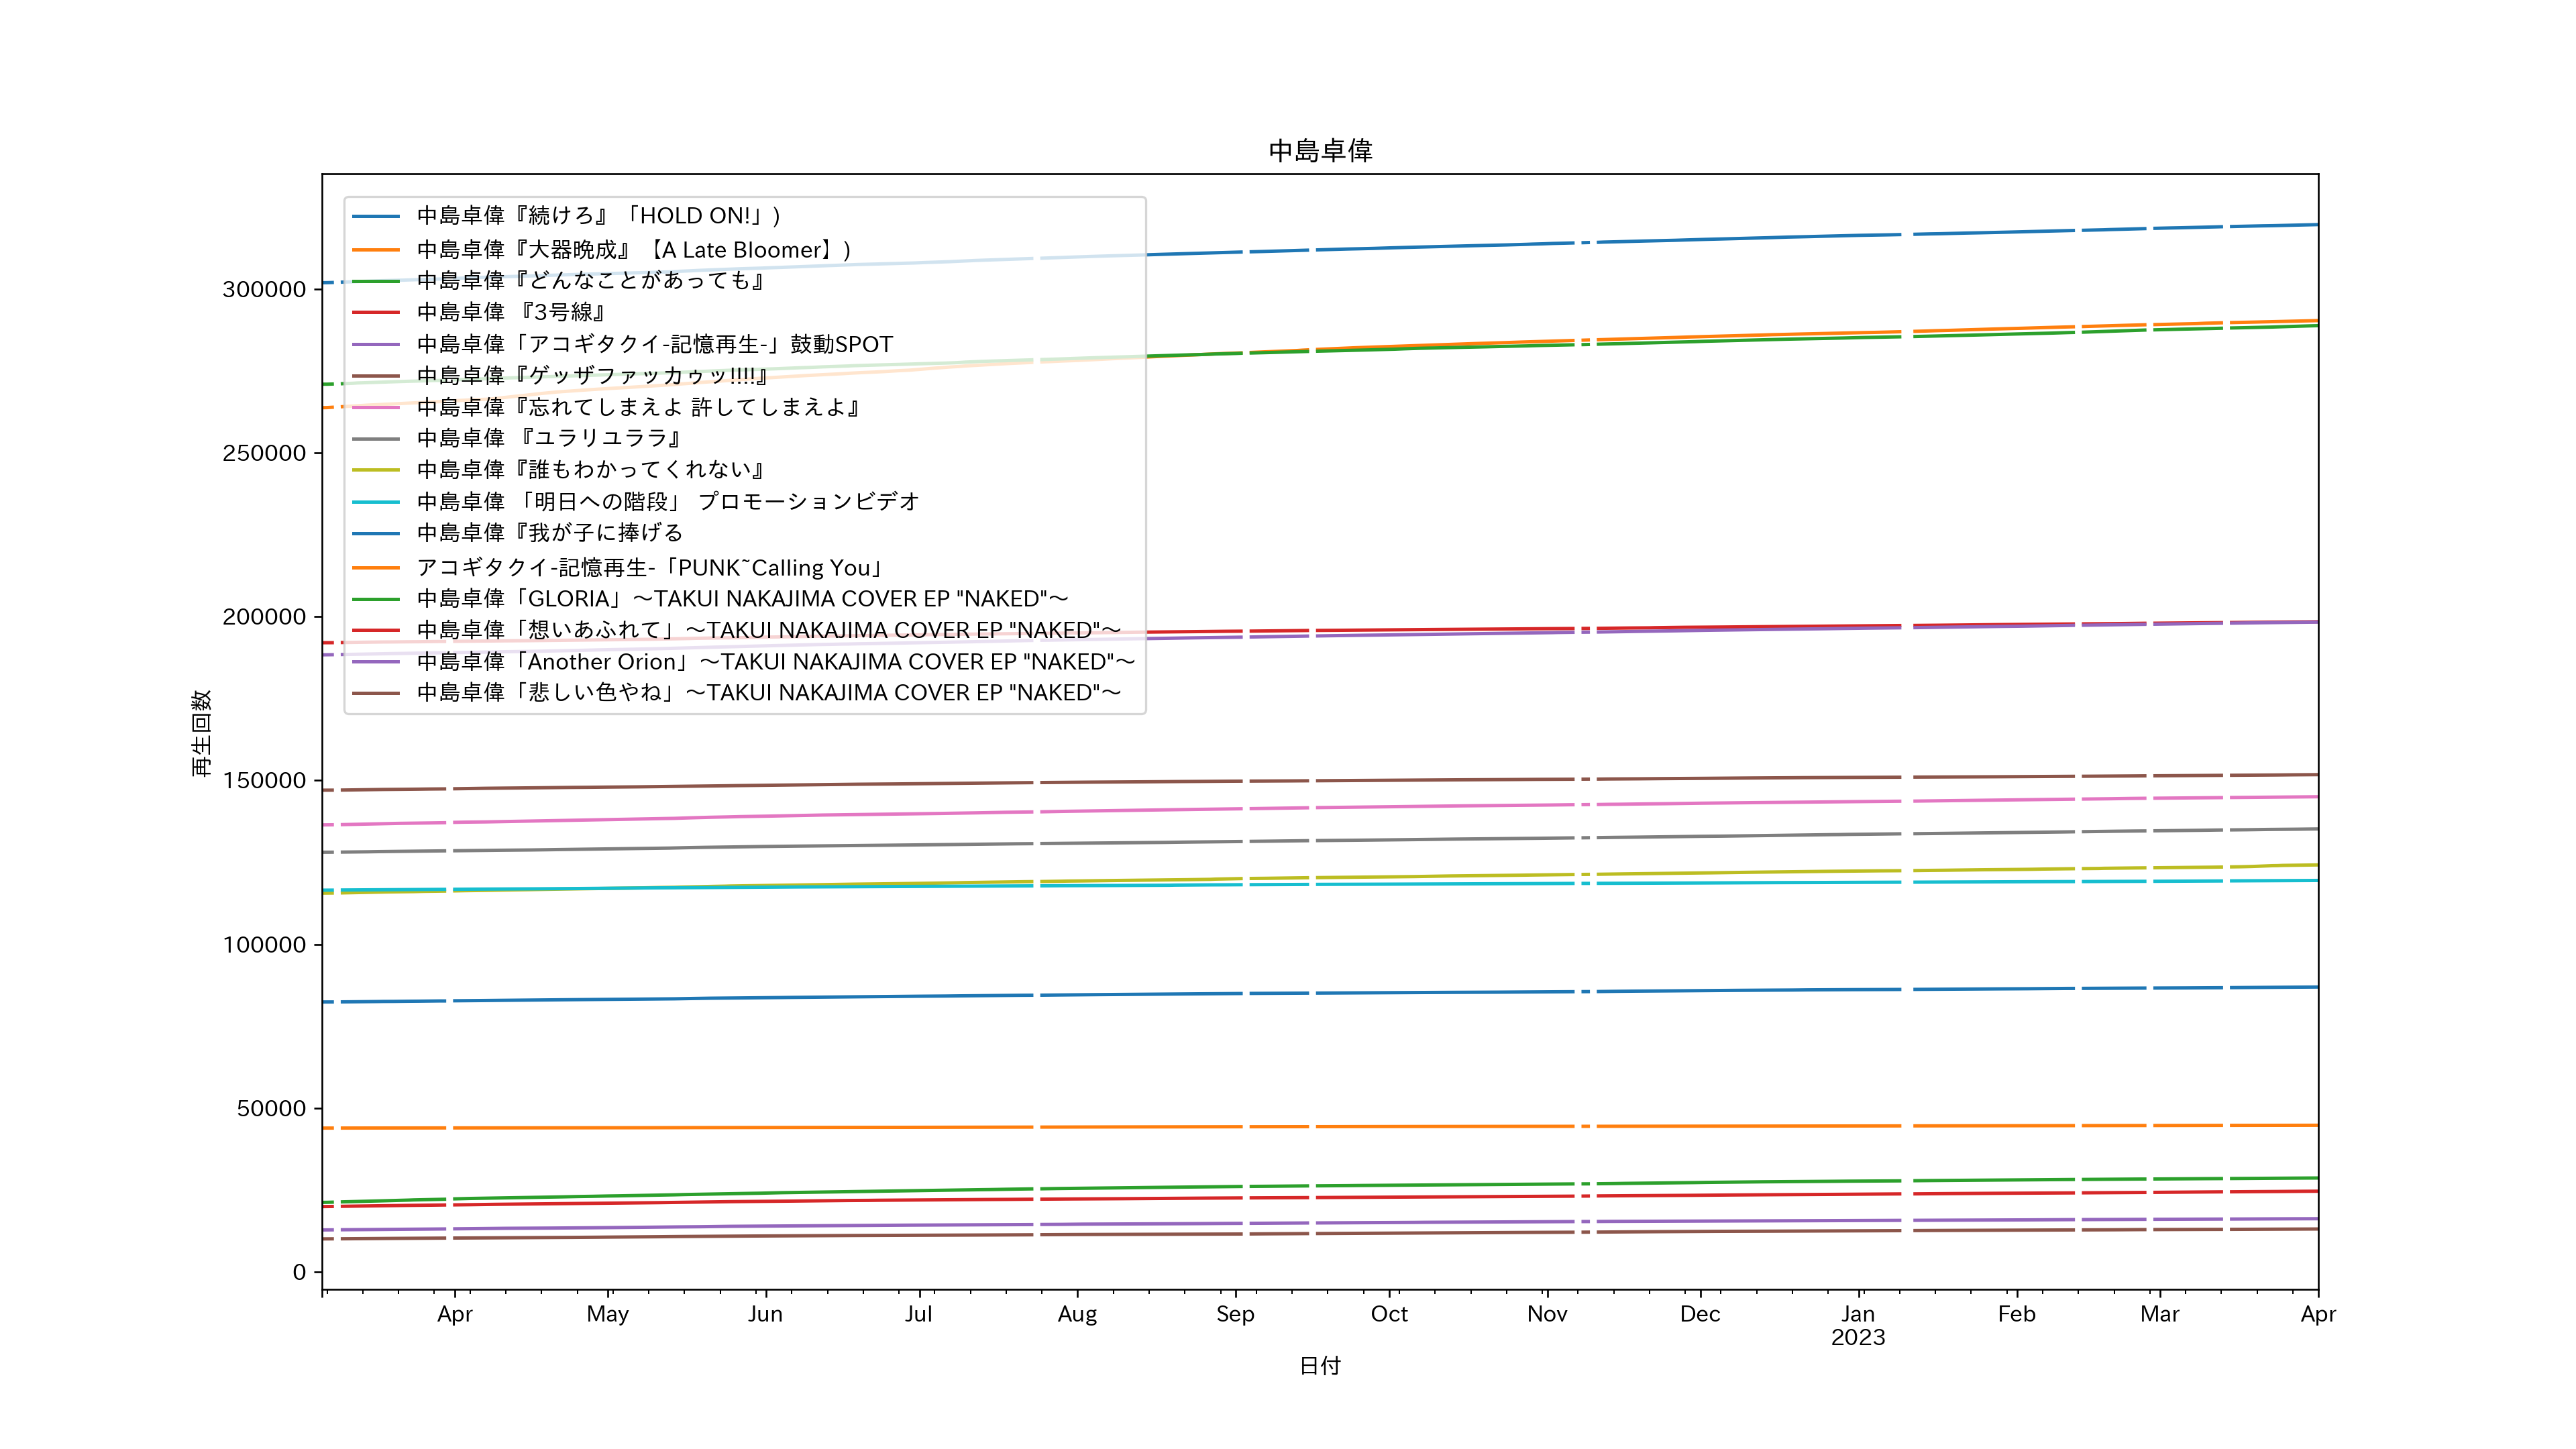 中島卓偉
中島卓偉『続けろ』「HOLD ON!」)
中島卓偉『大器晩成』【A Late Bloomer】)
中島卓偉『どんなことがあっても』
中島卓偉 『3号線』
中島卓偉「アコギタクイ-記憶再生-」鼓動SPOT
中島卓偉『ゲッザファッカゥッ!!!!』
中島卓偉『忘れてしまえよ 許してしまえよ』
中島卓偉 『ユラリユララ』
中島卓偉『誰もわかってくれない』
中島卓偉 「明日への階段」 プロモーションビデオ
中島卓偉『我が子に捧げる
アコギタクイ-記憶再生-「PUNK~Calling You」
中島卓偉「GLORIA」～TAKUI NAKAJIMA COVER EP "NAKED"～
中島卓偉「想いあふれて」～TAKUI NAKAJIMA COVER EP "NAKED"～
中島卓偉「Another Orion」～TAKUI NAKAJIMA COVER EP "NAKED"～
中島卓偉「悲しい色やね」～TAKUI NAKAJIMA COVER EP "NAKED"～
再生回数
300000
250000
200000
150000
100000
50000
0
Apr May Jun Jul Aug Sep Oct Nov Dec Jan Feb Mar Apr
2023
日付